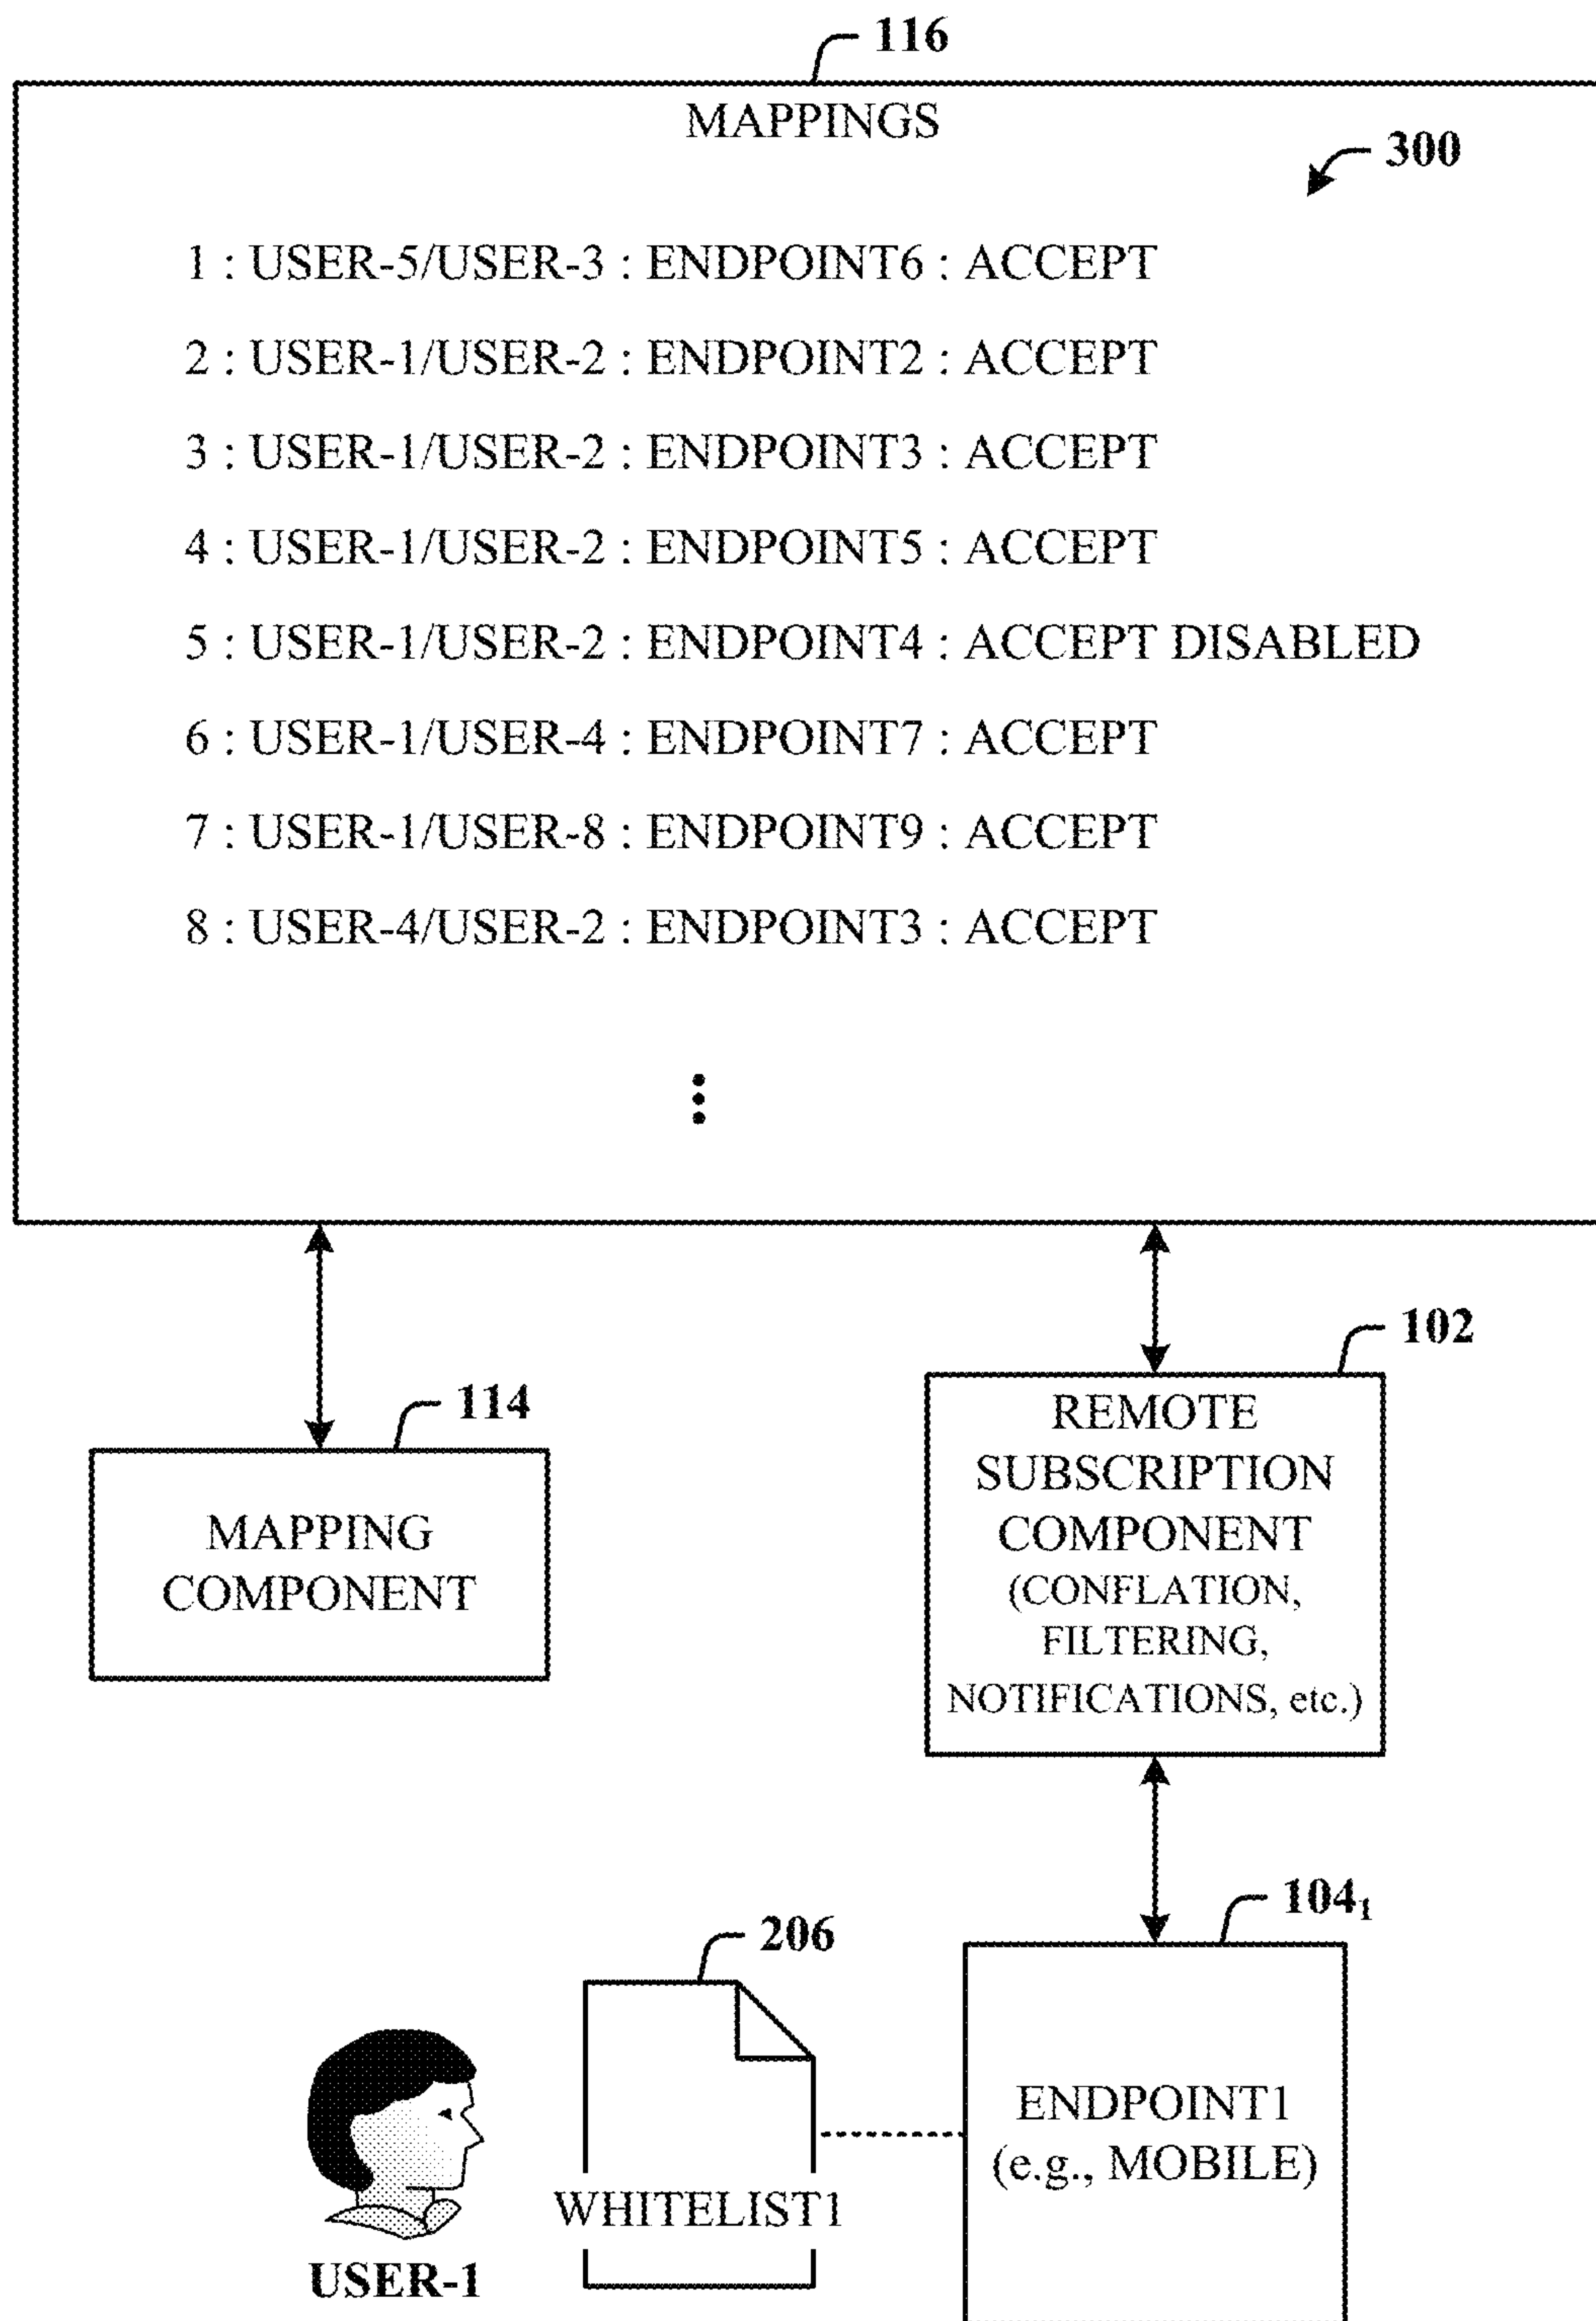 116
MAPPINGS
300
1 : USER-5/USER-3 : ENDPOINT6 : ACCEPT
2 : USER-1/USER-2 : ENDPOINT2 : ACCEPT
3 : USER-1/USER-2 : ENDPOINT3 : ACCEPT
4 : USER-1/USER-2 : ENDPOINT5 : ACCEPT
5 : USER-1/USER-2 : ENDPOINT4 : ACCEPT DISABLED
6 : USER-1/USER-4 : ENDPOINT7 : ACCEPT
7 : USER-1/USER-8 : ENDPOINT9 : ACCEPT
8 : USER-4/USER-2 : ENDPOINT3 : ACCEPT
114
MAPPING
COMPONENT
102
REMOTE
SUBSCRIPTION
COMPONENT
(CONFLATION,
FILTERING,
NOTIFICATIONS, etc.)
206
WHITELIST1
USER-1
104₁
ENDPOINT1
(e.g., MOBILE)